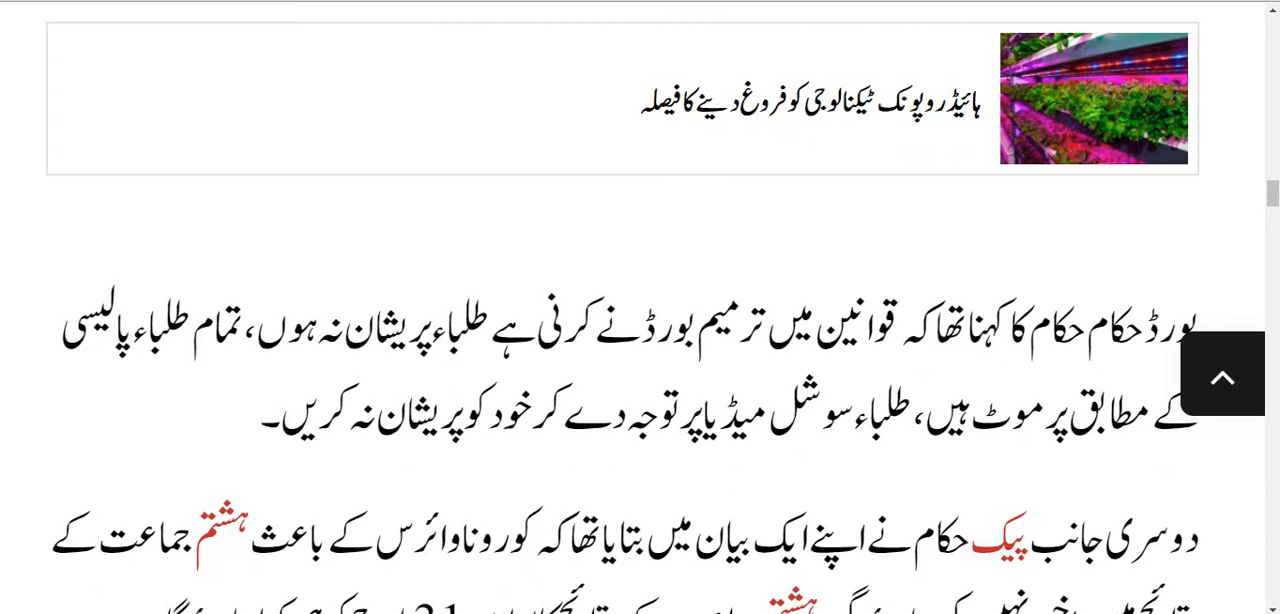 ہائیڈروپونک ٹیکنالوجی کو فروغ دینے کا فیصلہ
بورڈ حکام حکام کا کہنا تھا کہ قوانین میں ترمیم بورڈ نے کرنی ہے طلباء پریشان نہ ہوں، تمام طلباء پالیسی
کے مطابق پرموٹ ہیں، طلباء سوشل میڈیا پر توجہ دے کر خود کو پریشان نہ کریں۔
دوسری جانب پیک حکام نے اپنے ایک بیان میں بتایا تھا کہ کورونا وائرس کے باعث ہشتم جماعت کے